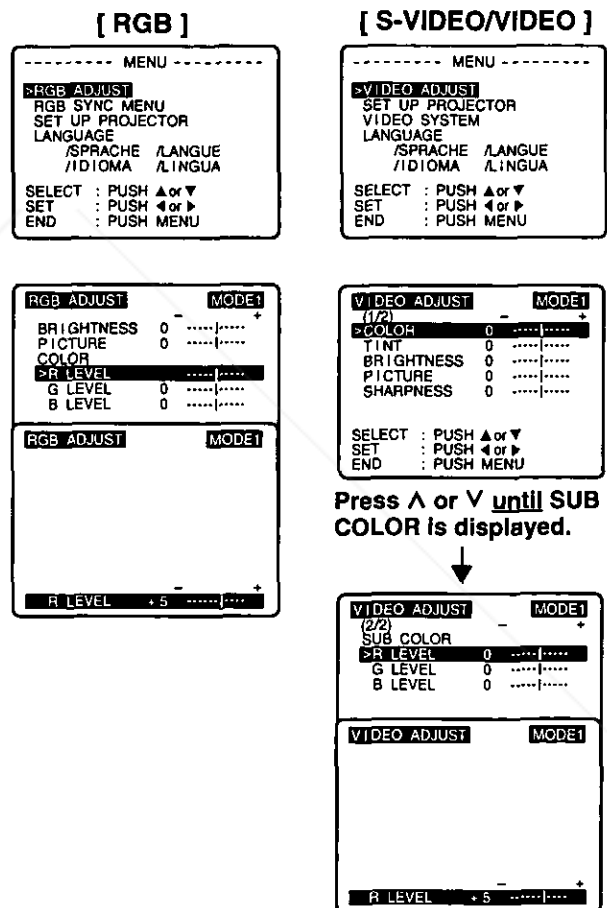 [ RGB ]
--------- MENU ---------
>RGB ADJUST
RGB SYNC MENU
SET UP PROJECTOR
LANGUAGE
/SPRACHE /LANGUE
/IDIOMA /LINGUA
SELECT : PUSH ▲ or ▼
SET : PUSH ◄ or ►
END : PUSH MENU
RGB ADJUST MODE1
- +
BRIGHTNESS 0 -----|-----
PICTURE 0 -----|-----
COLOR
>R LEVEL -----|-----
G LEVEL 0 -----|-----
B LEVEL 0 -----|-----
RGB ADJUST MODE1
- +
R LEVEL +5 ------|----
[ S-VIDEO/VIDEO ]
--------- MENU ---------
>VIDEO ADJUST
SET UP PROJECTOR
VIDEO SYSTEM
LANGUAGE
/SPRACHE /LANGUE
/IDIOMA /LINGUA
SELECT : PUSH ▲ or ▼
SET : PUSH ◄ or ►
END : PUSH MENU
VIDEO ADJUST MODE1
(1/2) - +
>COLOR 0 -----|-----
TINT 0 -----|-----
BRIGHTNESS 0 -----|-----
PICTURE 0 -----|-----
SHARPNESS 0 -----|-----
SELECT : PUSH ▲ or ▼
SET : PUSH ◄ or ►
END : PUSH MENU
Press ∧ or ∨ until SUB
COLOR is displayed.
VIDEO ADJUST MODE1
(2/2) - +
SUB COLOR
>R LEVEL 0 -----|-----
G LEVEL 0 -----|-----
B LEVEL 0 -----|-----
VIDEO ADJUST MODE1
- +
R LEVEL +5 ------|----